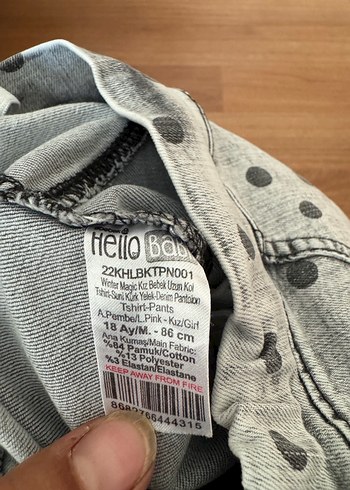 Hello Baby
22KHLBKTPN001
Winter Magic Kız Bebek Uzun Kol
Tshirt-Suni Kürk Yelek-Denim Pantolon
Tshirt-Pants
A.Pembe/L.Pink - Kız/Girl
18 Ay/M. - 86 cm
Ana Kumaş/Main Fabric:
%84 Pamuk/Cotton
%13 Polyester
%3 Elastan/Elastane
KEEP AWAY FROM FIRE
8682766444315